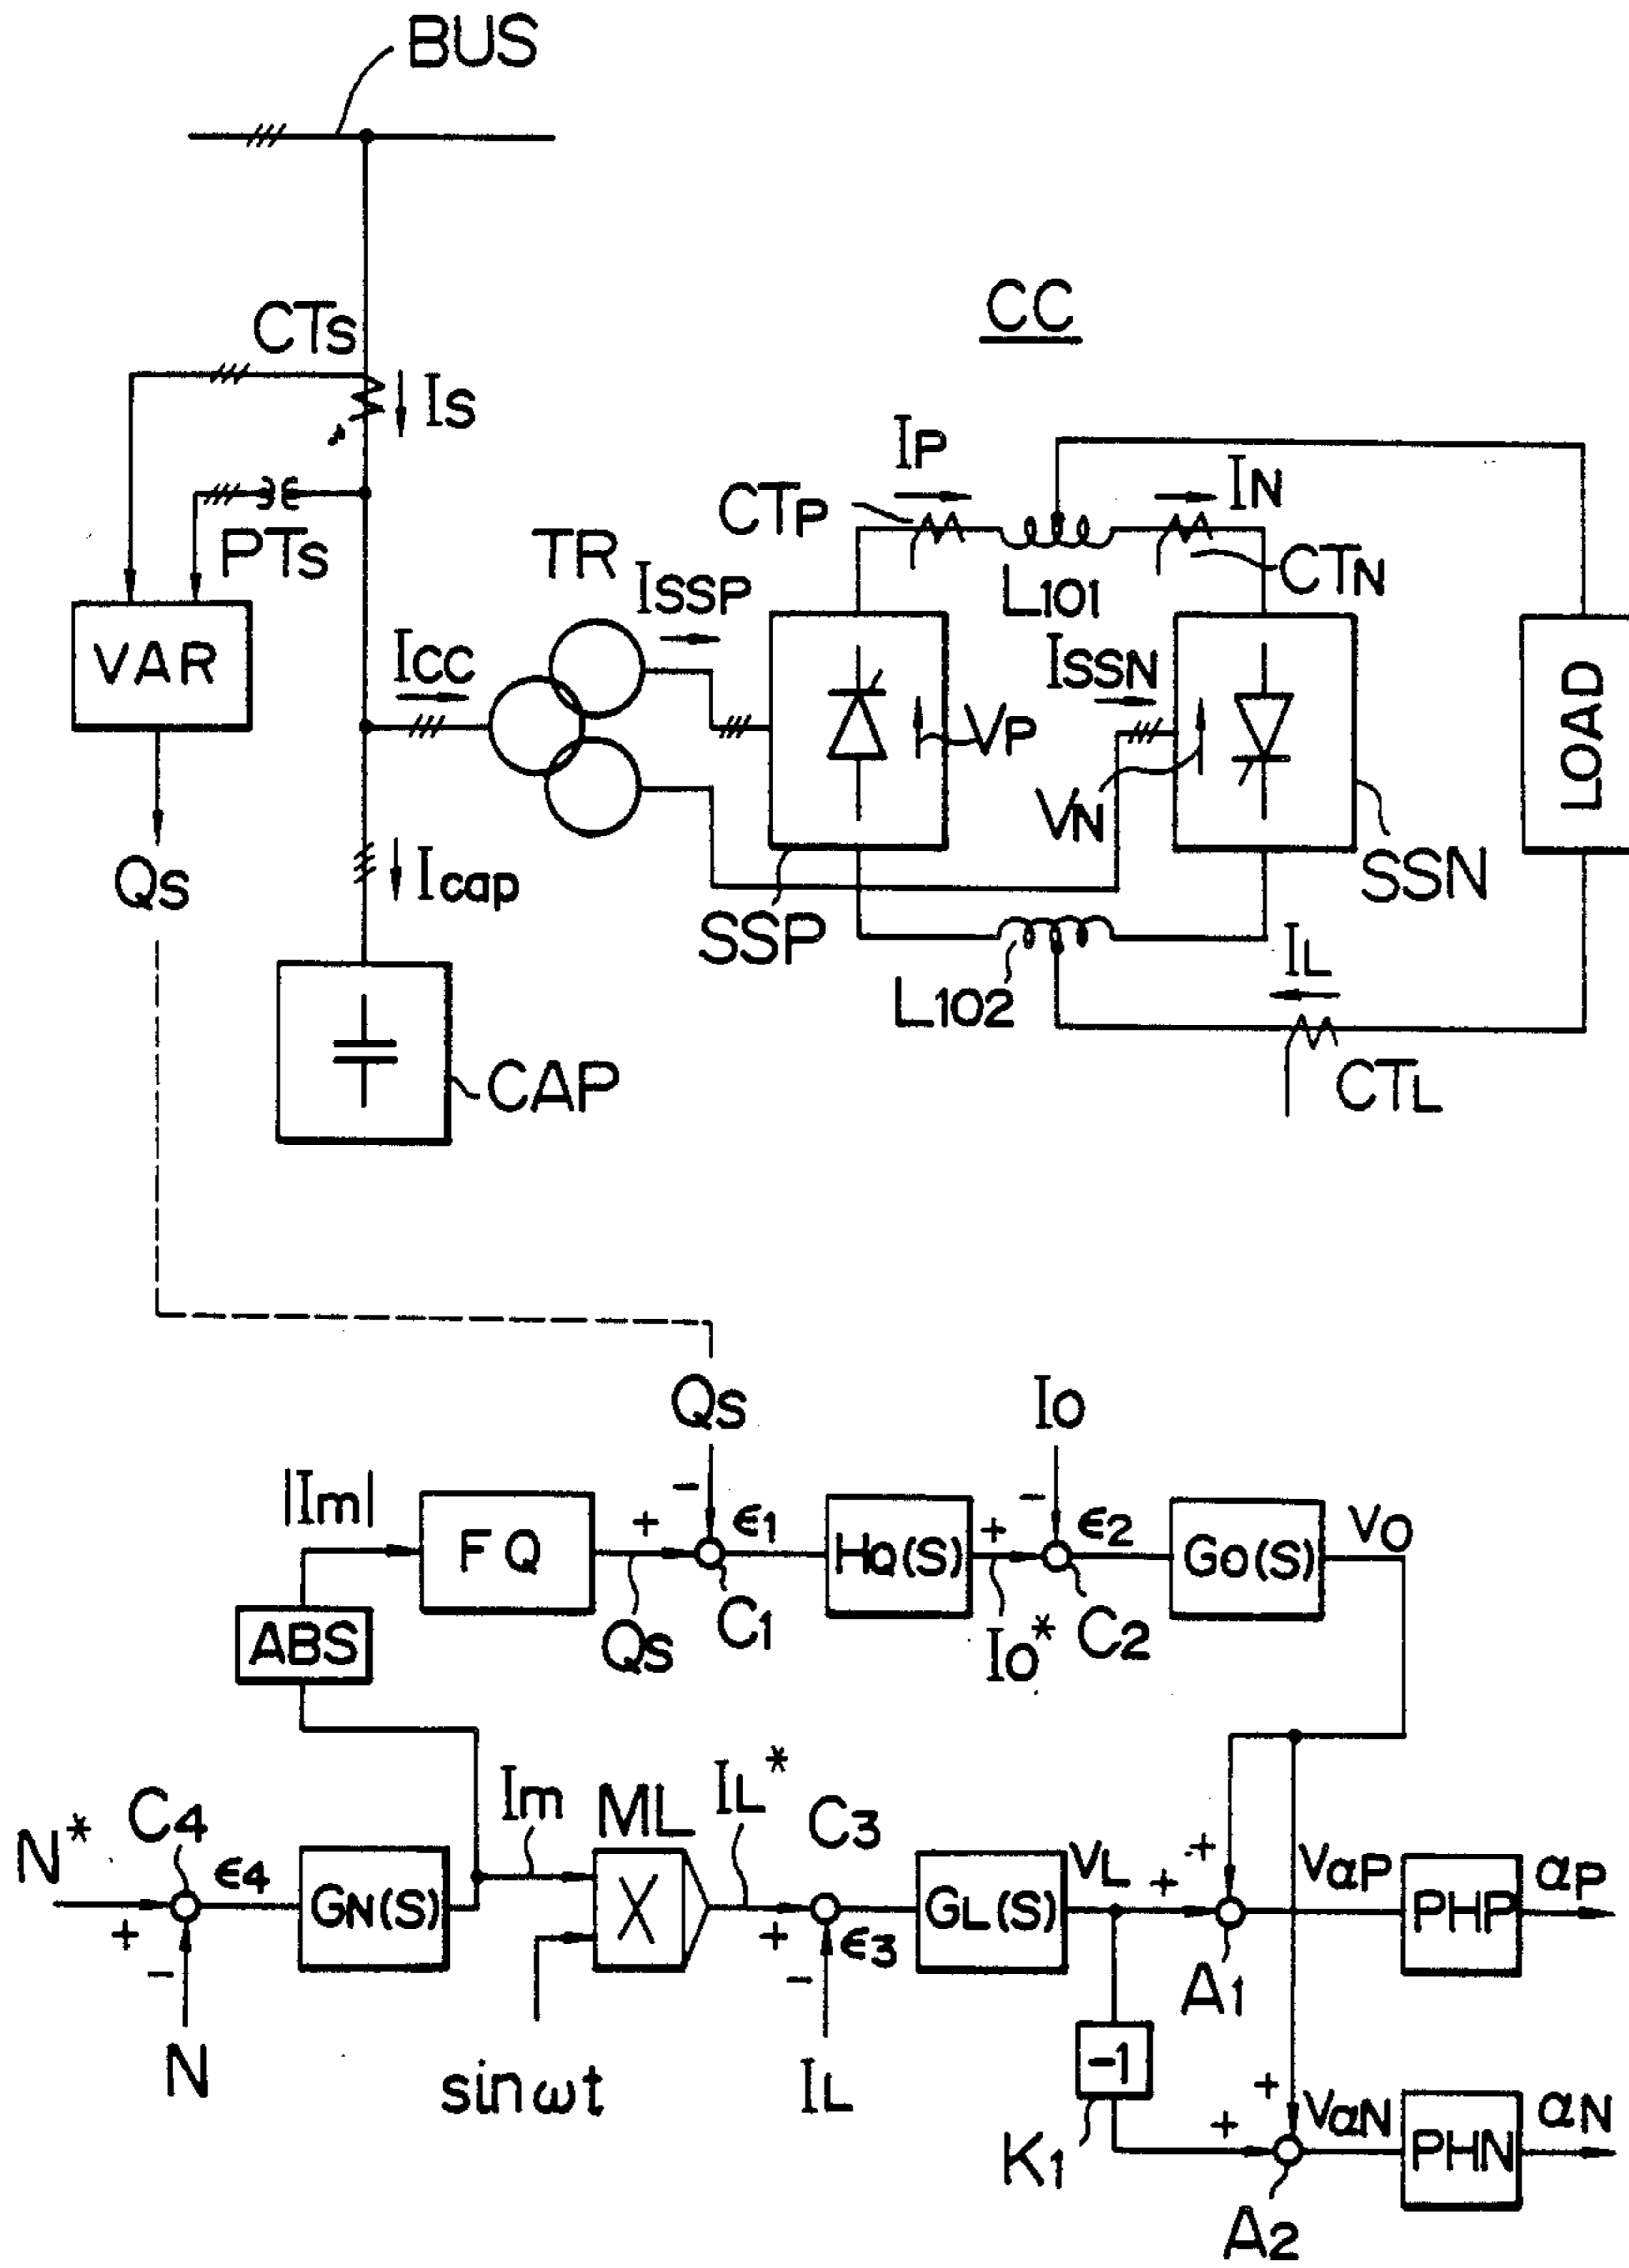 BUS
CTs
Is
PTs
VAR
Qs
CC
IP
CTP
IN
CTN
L101
TR
ISSP
ICC
ISSN
VP
VN
LOAD
SSN
SSP
Icap
CAP
L102
IL
CTL
Qs
IO
|Im|
FQ
+
−
ϵ1
HQ(S)
+
−
ϵ2
GO(S)
VO
ABS
Qs
C1
IO*
C2
N*
C4
+
−
ϵ4
GN(S)
Im
ML
X
IL*
C3
+
−
ϵ3
GL(S)
VL
+
+
VαP
PHP
αP
A1
N
sinωt
IL
-1
K1
+
+
VαN
PHN
αN
A2